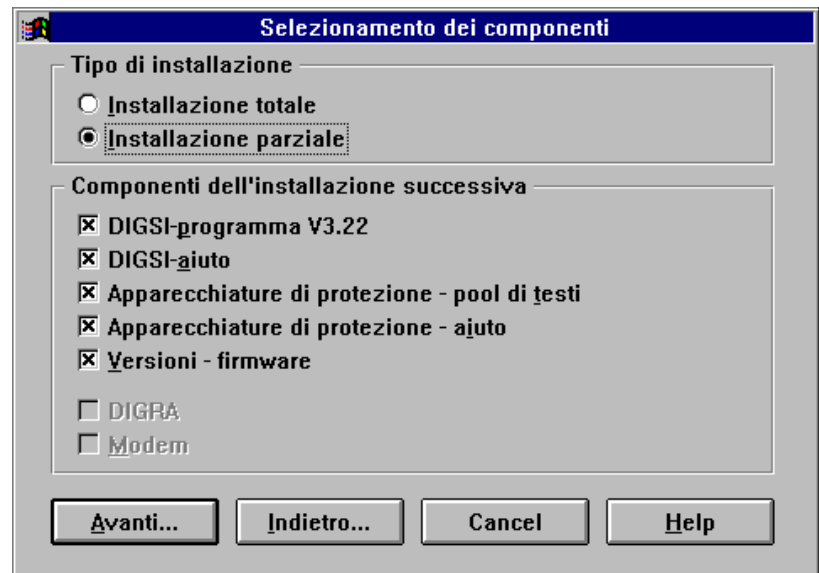 Selezionamento dei componenti
Tipo di installazione
Installazione totale
Installazione parziale
Componenti dell'installazione successiva
DIGSI-programma V3.22
DIGSI-aiuto
Apparecchiature di protezione - pool di testi
Apparecchiature di protezione - aiuto
Versioni - firmware
DIGRA
Modem
Avanti... Indietro... Cancel Help